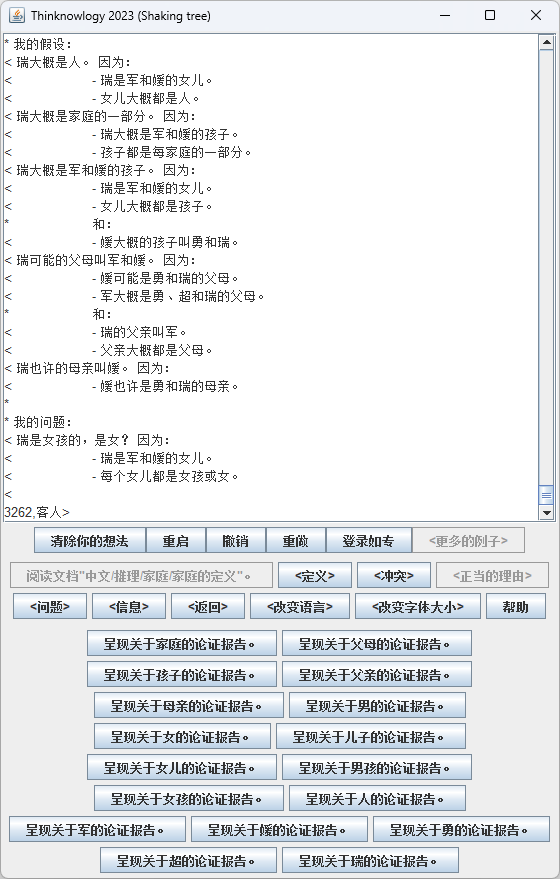 Thinknowlogy 2023 (Shaking tree)
* 我的假设：
< 瑞大概是人。 因为：
< - 瑞是军和媛的女儿。
< - 女儿大概都是人。
< 瑞大概是家庭的一部分。 因为：
< - 瑞大概是军和媛的孩子。
< - 孩子都是每家庭的一部分。
< 瑞大概是军和媛的孩子。 因为：
< - 瑞是军和媛的女儿。
< - 女儿大概都是孩子。
* 和：
< - 媛大概的孩子叫勇和瑞。
< 瑞可能的父母叫军和媛。 因为：
< - 媛可能是勇和瑞的父母。
< - 军大概是勇、超和瑞的父母。
* 和：
< - 瑞的父亲叫军。
< - 父亲大概都是父母。
< 瑞也许的母亲叫媛。 因为：
< - 媛也许是勇和瑞的母亲。
*
* 我的问题：
< 瑞是女孩的，是女？ 因为：
< - 瑞是军和媛的女儿。
< - 每个女儿都是女孩或女。
<
3262,客人>
清除你的想法 重启 撤销 重做 登录如专 <更多的例子>
阅读文档"中文/推理/家庭/家庭的定义"。 <定义> <冲突> <正当的理由>
<问题> <信息> <返回> <改变语言> <改变字体大小> 帮助
呈现关于家庭的论证报告。 呈现关于父母的论证报告。
呈现关于孩子的论证报告。 呈现关于父亲的论证报告。
呈现关于母亲的论证报告。 呈现关于男的论证报告。
呈现关于女的论证报告。 呈现关于儿子的论证报告。
呈现关于女儿的论证报告。 呈现关于男孩的论证报告。
呈现关于女孩的论证报告。 呈现关于人的论证报告。
呈现关于军的论证报告。 呈现关于媛的论证报告。 呈现关于勇的论证报告。
呈现关于超的论证报告。 呈现关于瑞的论证报告。